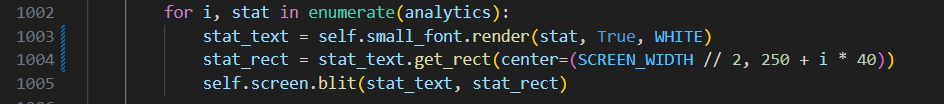 1002 for i, stat in enumerate(analytics):
1003 stat_text = self.small_font.render(stat, True, WHITE)
1004 stat_rect = stat_text.get_rect(center=(SCREEN_WIDTH // 2, 250 + i * 40))
1005 self.screen.blit(stat_text, stat_rect)